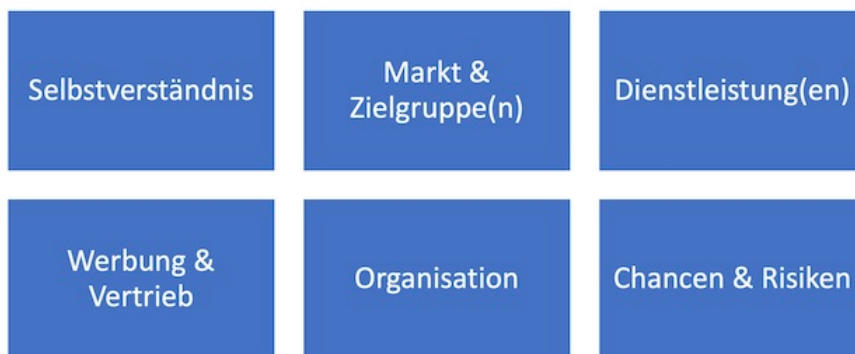 Selbstverständnis
Markt &
Zielgruppe(n)
Dienstleistung(en)
Werbung &
Vertrieb
Organisation
Chancen & Risiken